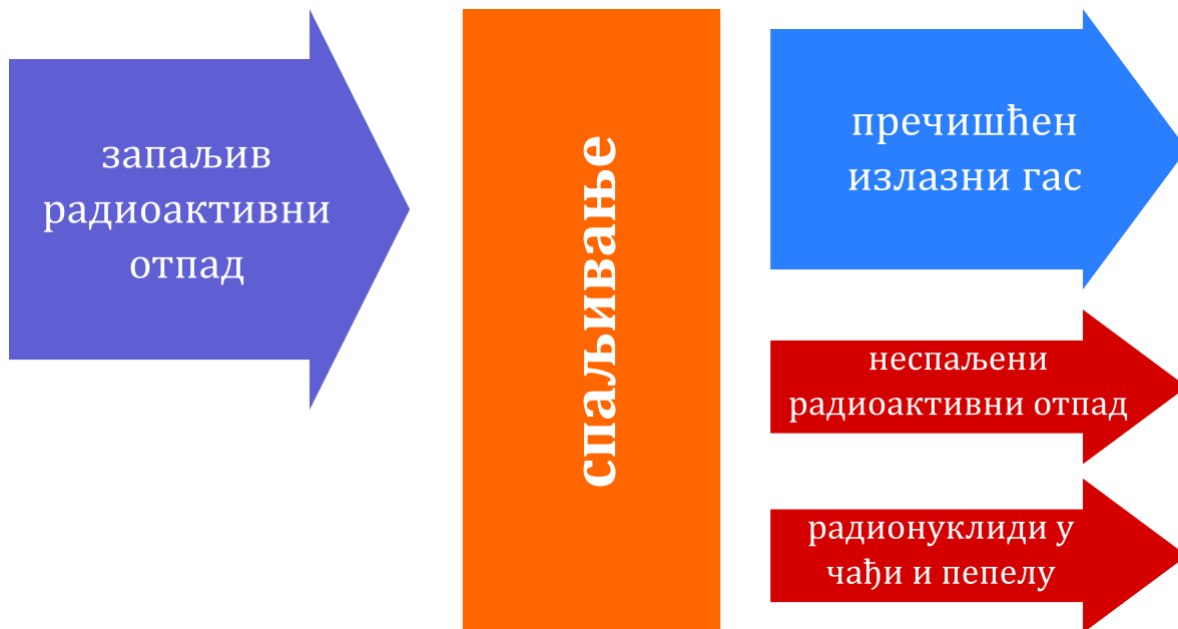 запаљив
радиоактивни
отпад
спаљивање
пречишћен
излазни гас
неспаљени
радиоактивни отпад
радионуклиди у
чађи и пепелу